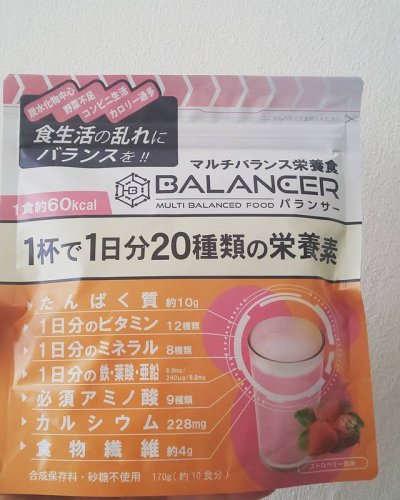 炭水化物中心
野菜不足
コンビニ生活
カロリー過多
食生活の乱れに
バランスを!!
マルチバランス栄養食
BALANCER
MULTI BALANCED FOOD バランサー
1食約60kcal
1杯で1日分20種類の栄養素
たんぱく質 約10g
1日分のビタミン 12種類
1日分のミネラル 8種類
1日分の鉄・葉酸・亜鉛 6.8mg/240μg/8.8mg
必須アミノ酸 9種類
カルシウム 228mg
食物繊維 約4g
合成保存料・砂糖不使用 170g(約10食分)
ストロベリー風味